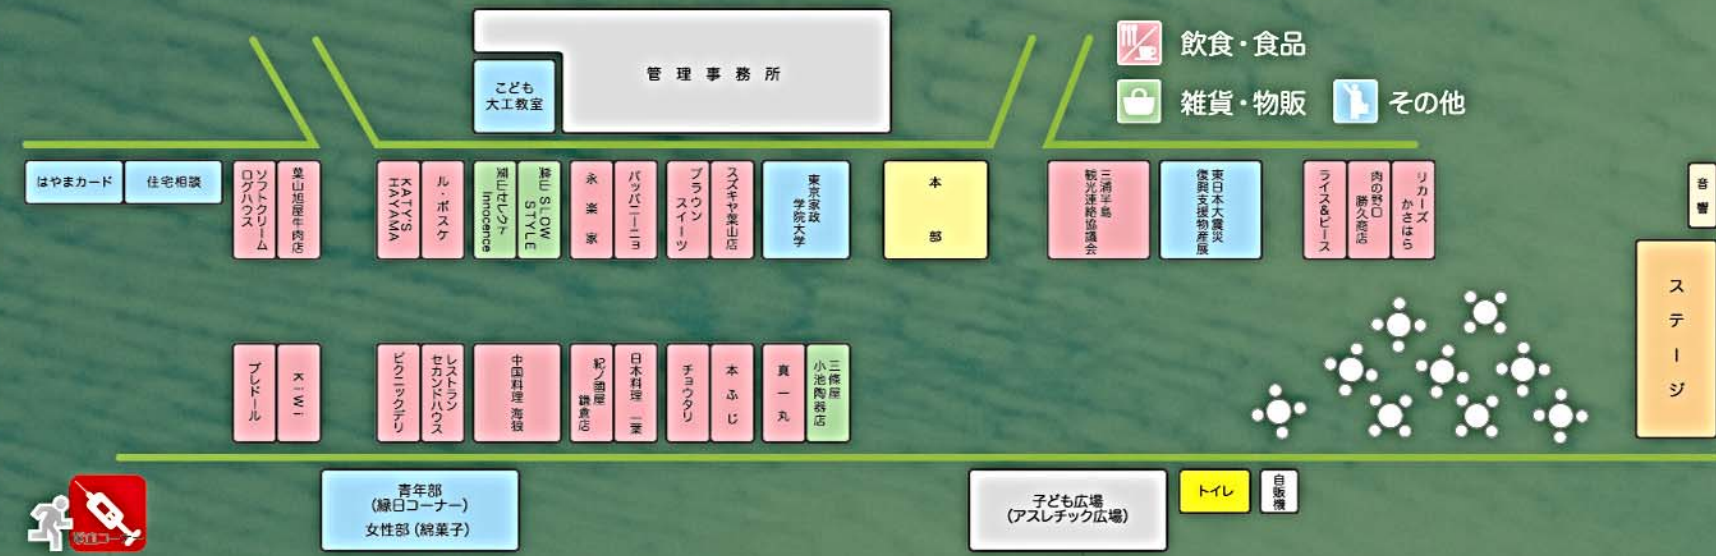 飲食・食品
雑貨・物販
その他
管理事務所
こども
大工教室
はやまカード
住宅相談
ソフトクリーム
ログハウス
葉山旭屋牛肉店
KATY'S
HAYAMA
ル・ボスケ
葉山セレクテ
Innocence
葉山 SLOW
STYLE
永楽家
パッパニーニョ
ブラウン
スイーツ
スズキヤ葉山店
東京家政
学院大学
本部
三浦半島
観光連絡協議会
東日本大震災
復興支援物産展
ライス&ピース
肉の野口
勝久商店
リカーズ
かさはら
音響
ステージ
ブレドール
KiWi
ピクニックデリ
レストラン
セカンドハウス
中国料理 海狼
紀ノ國屋
鎌倉店
日本料理 二葉
チョウタリ
本ふじ
真一丸
三條屋
小池陶器店
青年部
(縁日コーナー)
女性部(綿菓子)
子ども広場
(アスレチック広場)
トイレ
自販機